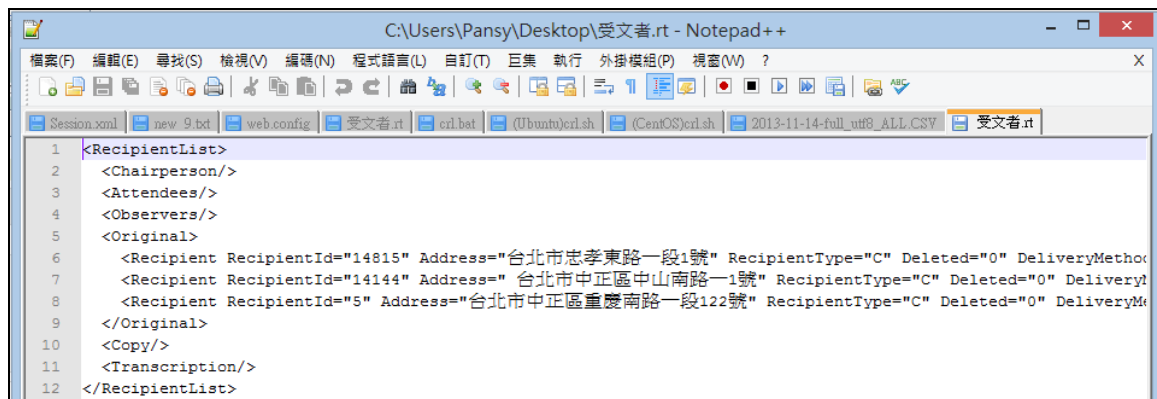 C:\Users\Pansy\Desktop\受文者.rt - Notepad++
檔案(F) 編輯(E) 尋找(S) 檢視(V) 編碼(N) 程式語言(L) 自訂(T) 巨集 執行 外掛模組(P) 視窗(W) ? X
Session.xml new 9.txt web.config 受文者.rt crl.bat (Ubuntu)crl.sh (CentOS)crl.sh 2013-11-14-full_utf8_ALL.CSV 受文者.rt
1 <RecipientList>
2 <Chairperson/>
3 <Attendees/>
4 <Observers/>
5 <Original>
6 <Recipient RecipientId="14815" Address="台北市忠孝東路一段1號" RecipientType="C" Deleted="0" DeliveryMethod
7 <Recipient RecipientId="14144" Address=" 台北市中正區中山南路一1號" RecipientType="C" Deleted="0" Delivery
8 <Recipient RecipientId="5" Address="台北市中正區重慶南路一段122號" RecipientType="C" Deleted="0" DeliveryMe
9 </Original>
10 <Copy/>
11 <Transcription/>
12 </RecipientList>